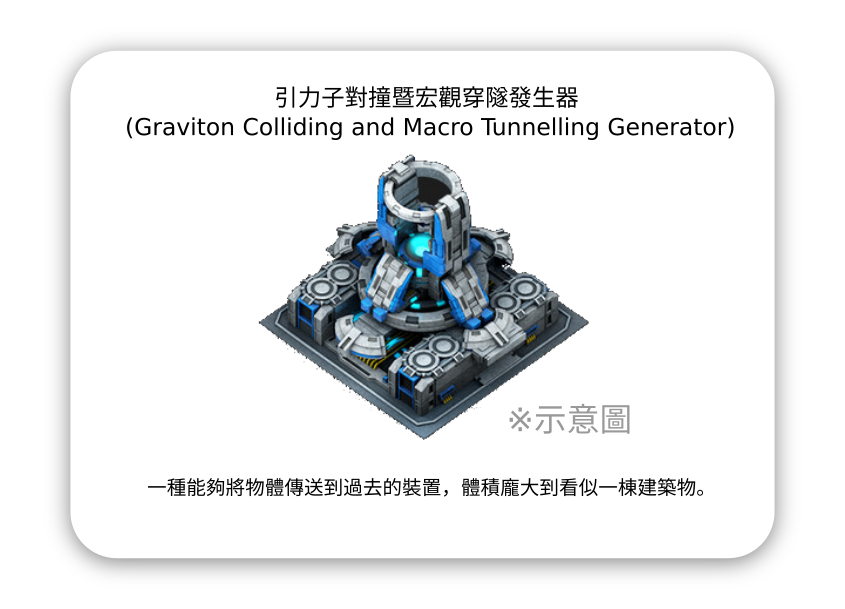 引力子對撞暨宏觀穿隧發生器
(Graviton Colliding and Macro Tunnelling Generator)
※示意圖
一種能夠將物體傳送到過去的裝置，體積龐大到看似一棟建築物。